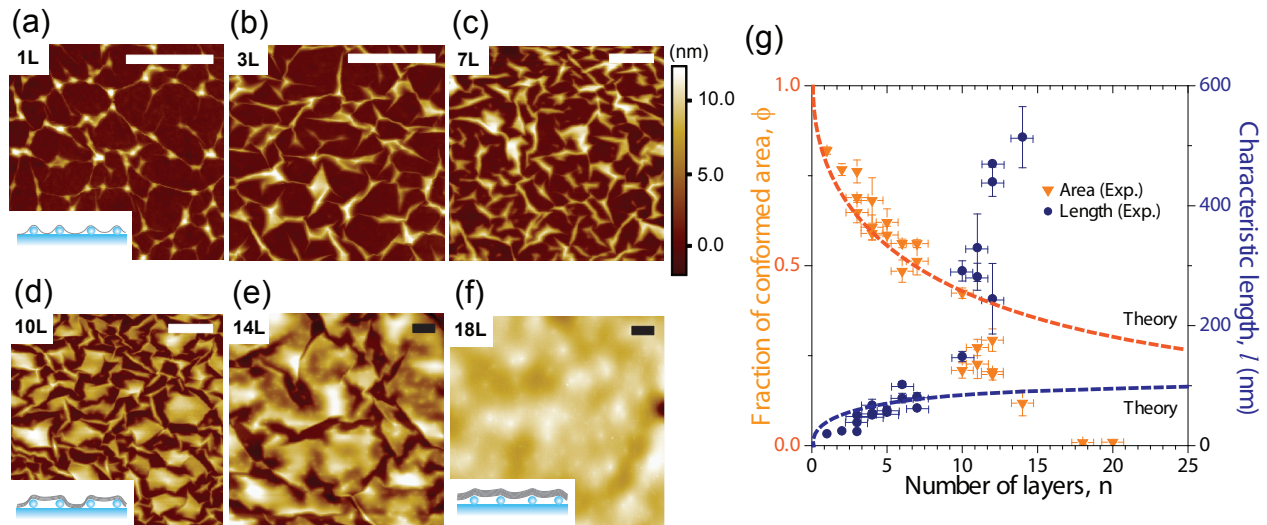 (a)
1L
(b)
3L
(c)
7L
(nm)
10.0
5.0
0.0
(d)
10L
(e)
14L
(f)
18L
(g)
1.0
0.5
0.0
Fraction of conformed area, ϕ
600
400
200
0
Characteristic length, l (nm)
Area (Exp.)
Length (Exp.)
Theory
Theory
0
5
10
15
20
25
Number of layers, n